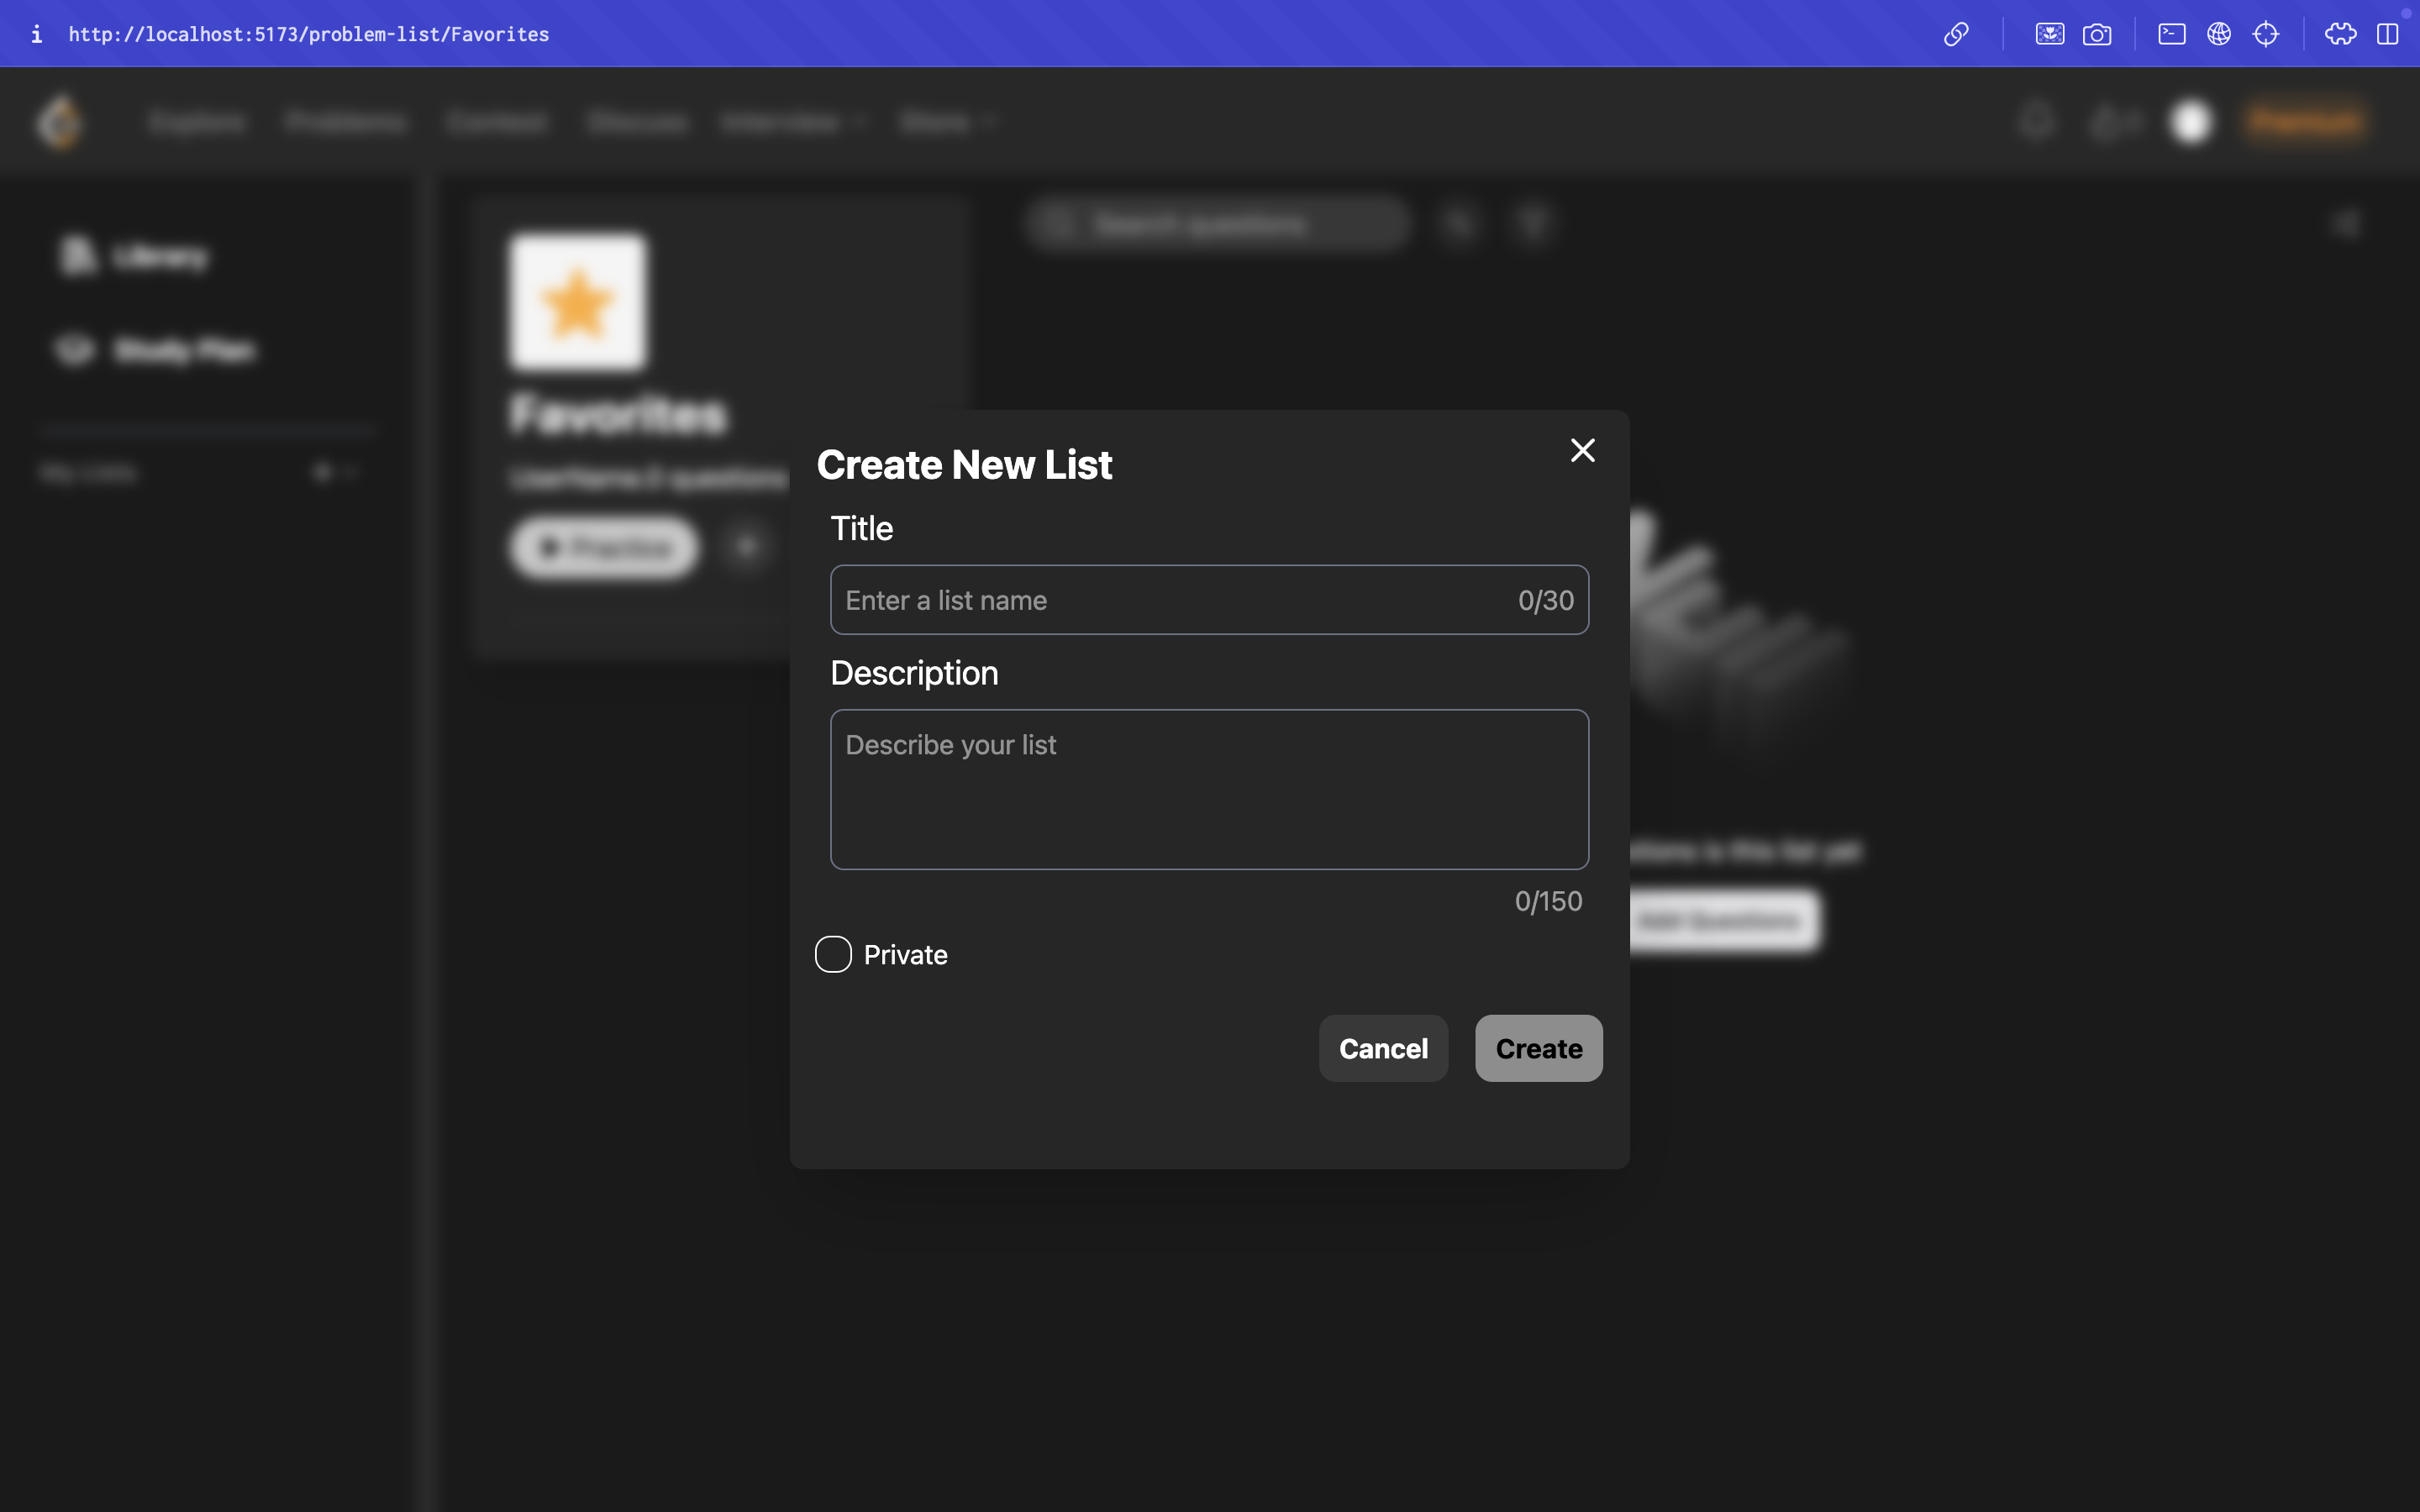 http://localhost:5173/problem-list/Favorites
Explore Problems Contest Discuss Interview Store Premium
Library
Study Plan
My Lists
Search questions
Favorites
Practice
Create New List
Title
Enter a list name 0/30
Description
Describe your list
0/150
Private
Cancel Create
is this list yet
Add Questions